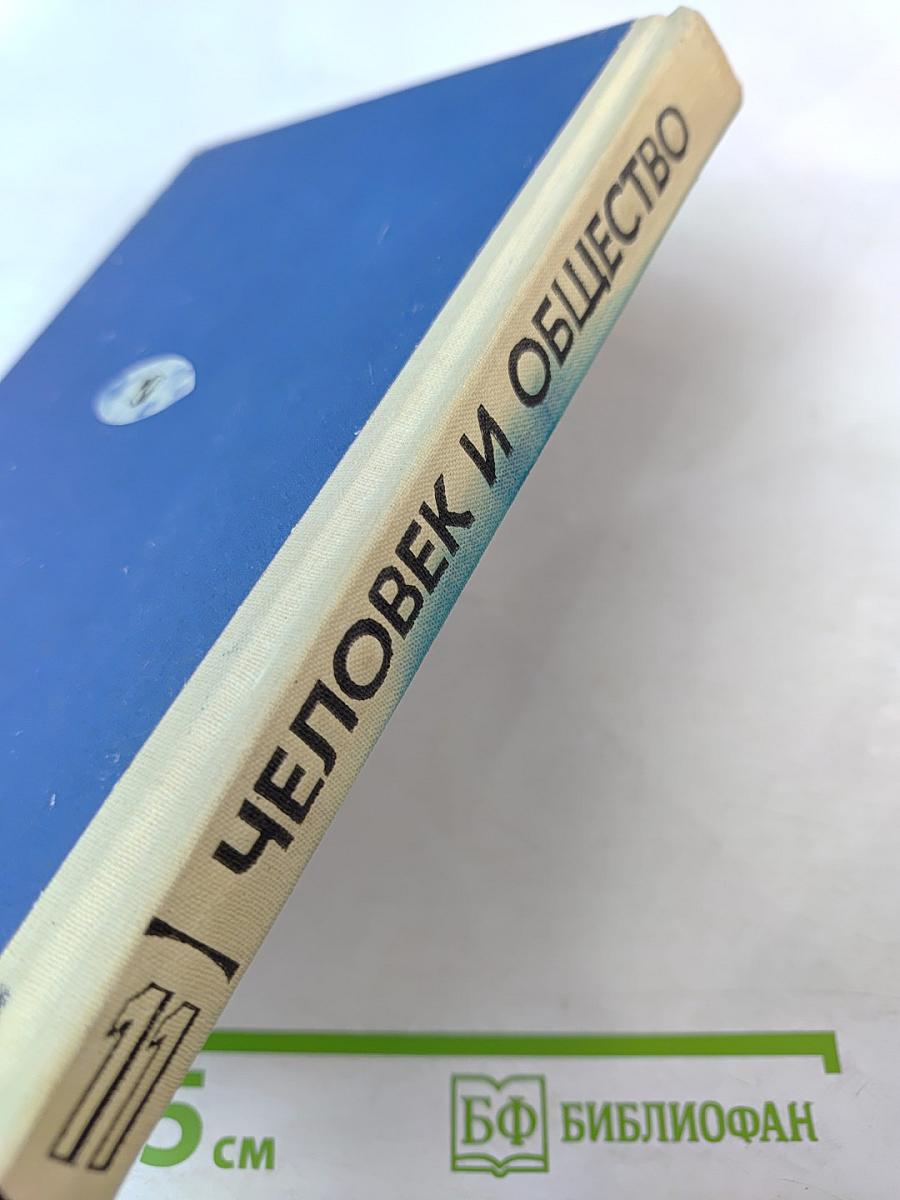 11 | ЧЕЛОВЕК И ОБЩЕСТВО
5 см
БФ БИБЛИОФАН